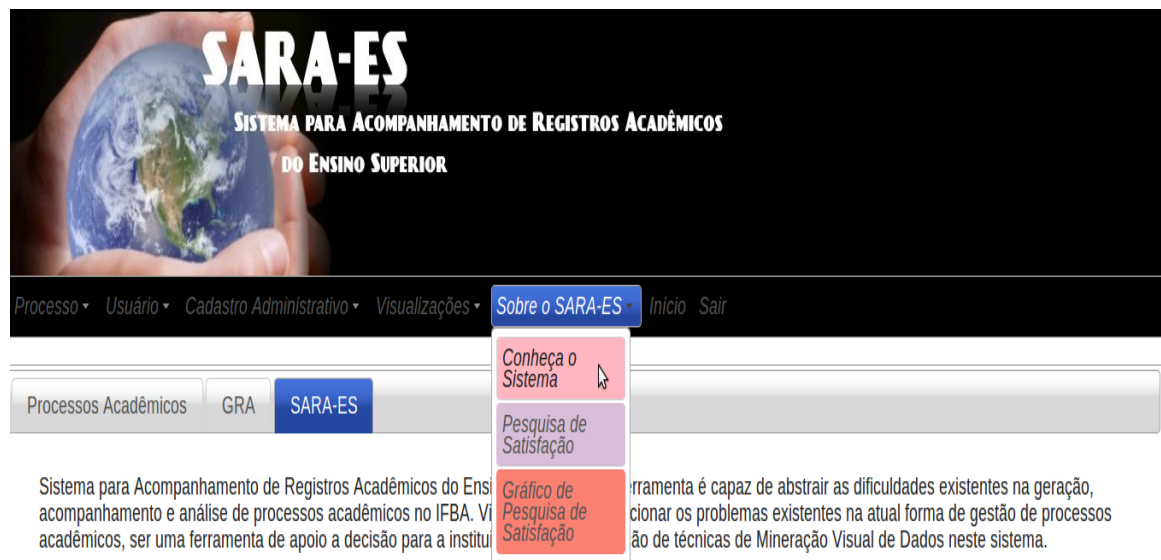 SARA-ES
Sistema para Acompanhamento de Registros Acadêmicos
do Ensino Superior
Processo Usuário Cadastro Administrativo Visualizações Sobre o SARA-ES Início Sair
Conheça o
Sistema
Pesquisa de
Satisfação
Gráfico de
Pesquisa de
Satisfação
Processos Acadêmicos GRA SARA-ES
Sistema para Acompanhamento de Registros Acadêmicos do Ensi rramenta é capaz de abstrair as dificuldades existentes na geração,
acompanhamento e análise de processos acadêmicos no IFBA. Vi cionar os problemas existentes na atual forma de gestão de processos
acadêmicos, ser uma ferramenta de apoio a decisão para a institui ão de técnicas de Mineração Visual de Dados neste sistema.